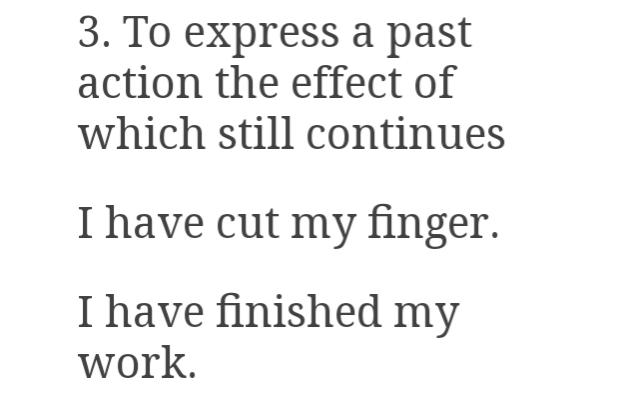 3. To express a past
action the effect of
which still continues
I have cut my finger.
I have finished my
work.